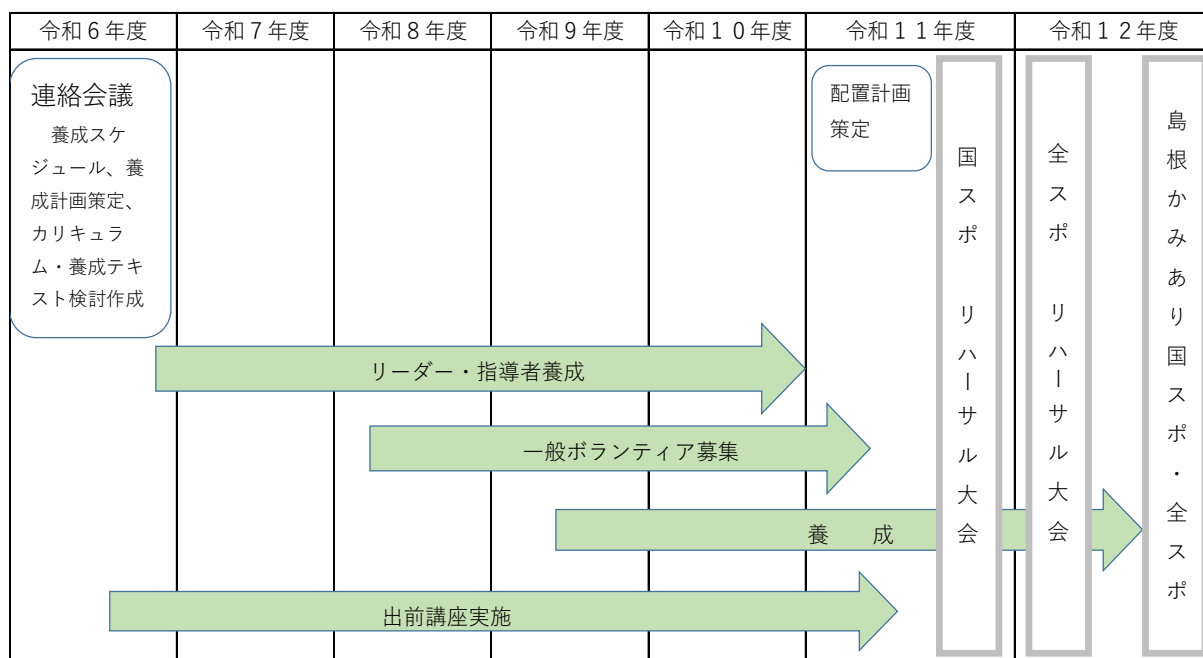 令和６年度
令和７年度
令和８年度
令和９年度
令和１０年度
令和１１年度
令和１２年度
連絡会議
養成スケ
ジュール、養
成計画策定、
カリキュラ
ム・養成テキ
スト検討作成
配置計画
策定
国スポ　リハーサル大会
全スポ　リハーサル大会
島根かみあり国スポ・全スポ
リーダー・指導者養成
一般ボランティア募集
養　　成
出前講座実施